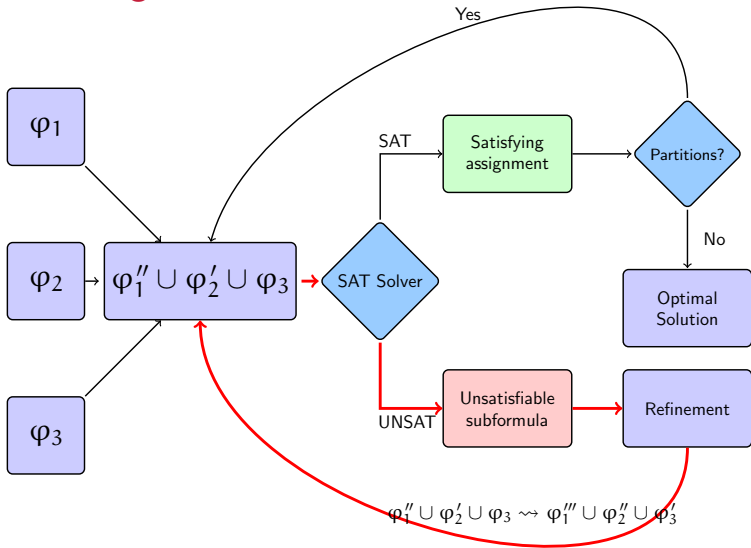 Yes
φ1
SAT
Satisfying
assignment
Partitions?
No
φ2
φ1′′ ∪ φ2′ ∪ φ3
SAT Solver
Optimal
Solution
φ3
UNSAT
Unsatisfiable
subformula
Refinement
φ1′′ ∪ φ2′ ∪ φ3 ⇝ φ1′′′ ∪ φ2′′ ∪ φ3′